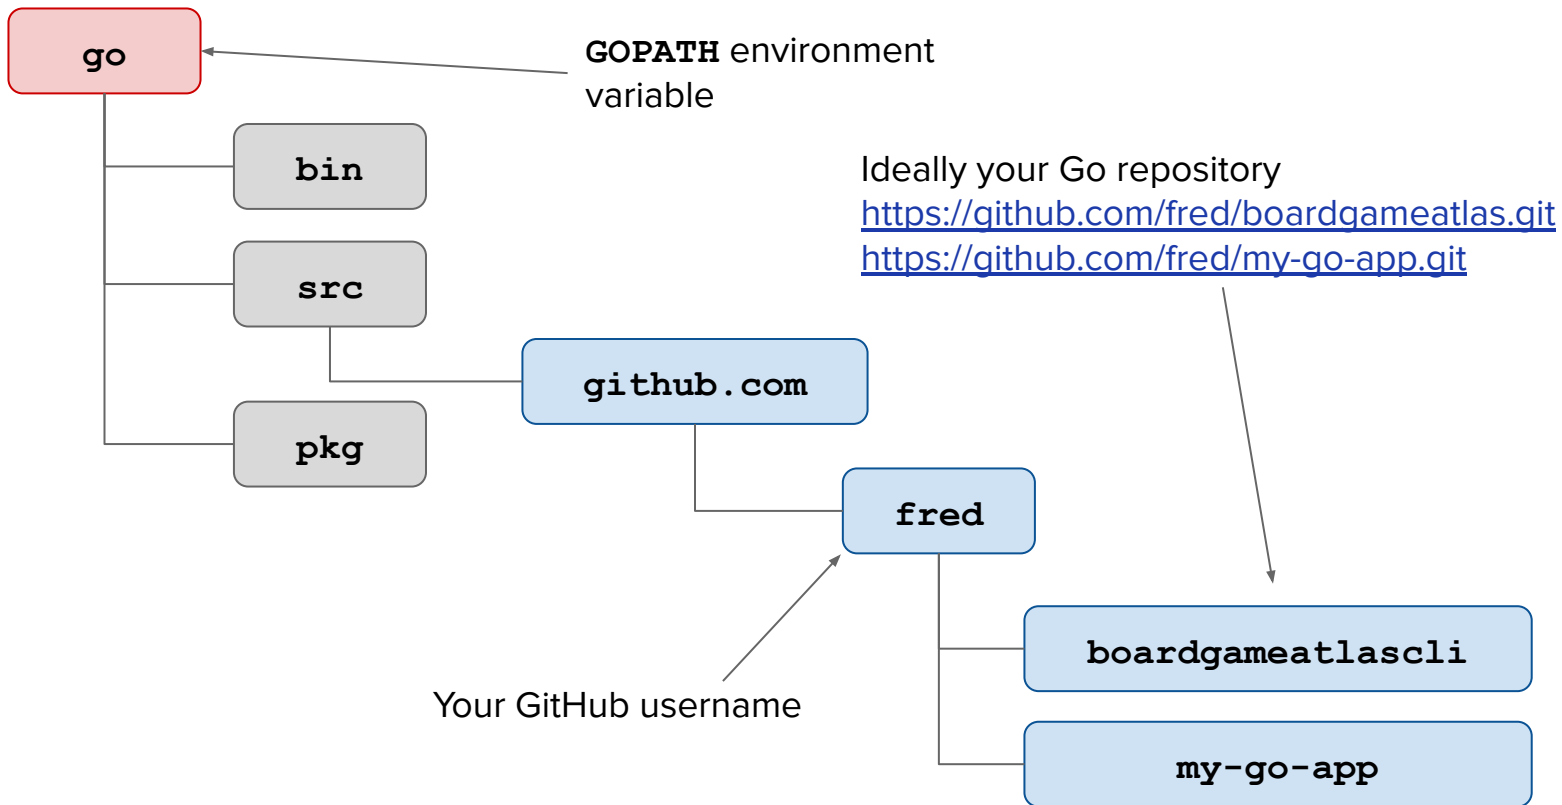 go
GOPATH environment
variable
bin
Ideally your Go repository
https://github.com/fred/boardgameatlas.git
https://github.com/fred/my-go-app.git
src
github.com
pkg
fred
boardgameatlascli
Your GitHub username
my-go-app